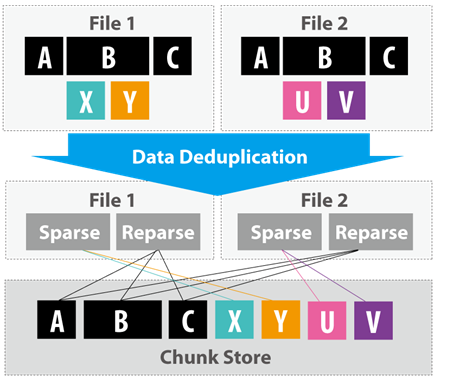 File 1 File 2
A B C A B C
X Y U V
Data Deduplication
File 1 File 2
Sparse Reparse Sparse Reparse
A B C X Y U V
Chunk Store